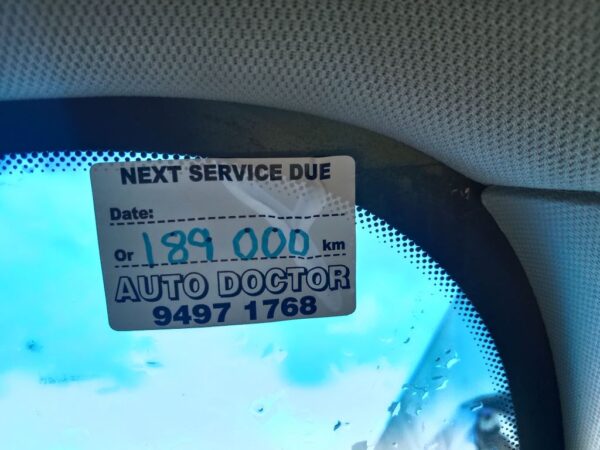 NEXT SERVICE DUE
Date:
Or 189 000 km
AUTO DOCTOR
9497 1768